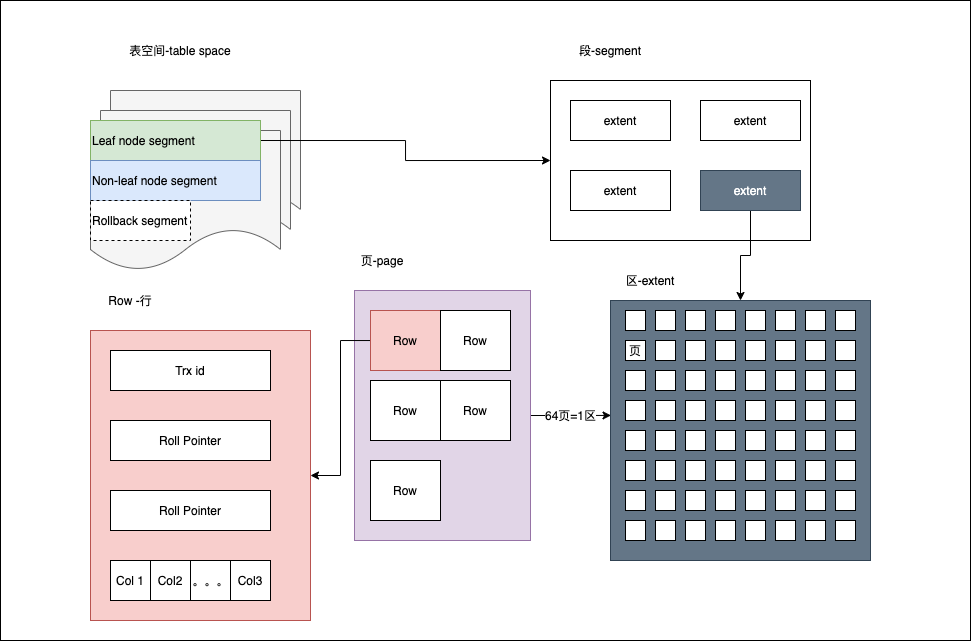 表空间-table space
段-segment
Leaf node segment
Non-leaf node segment
Rollback segment
extent
extent
extent
extent
页-page
区-extent
Row -行
Row
Row
Row
Row
Row
64页=1区
页
Trx id
Roll Pointer
Roll Pointer
Col 1
Col2
。。。
Col3